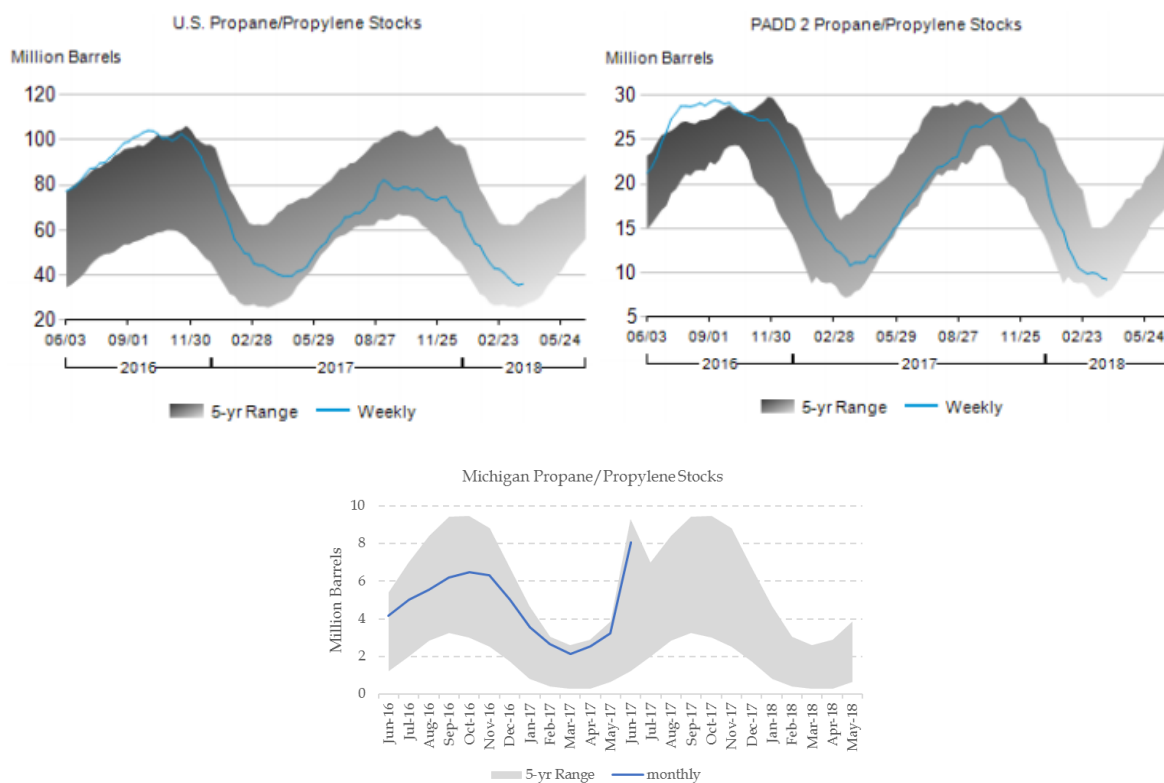 U.S. Propane/Propylene Stocks
Million Barrels
120
100
80
60
40
20
06/03 09/01 11/30 02/28 05/29 08/27 11/25 02/23 05/24
2016 2017 2018
5-yr Range Weekly
PADD 2 Propane/Propylene Stocks
Million Barrels
30
25
20
15
10
5
06/03 09/01 11/30 02/28 05/29 08/27 11/25 02/23 05/24
2016 2017 2018
5-yr Range Weekly
Michigan Propane/Propylene Stocks
Million Barrels
10
8
6
4
2
0
Jun-16 Jul-16 Aug-16 Sep-16 Oct-16 Nov-16 Dec-16 Jan-17 Feb-17 Mar-17 Apr-17 May-17 Jun-17 Jul-17 Aug-17 Sep-17 Oct-17 Nov-17 Dec-17 Jan-18 Feb-18 Mar-18 Apr-18 May-18
5-yr Range monthly